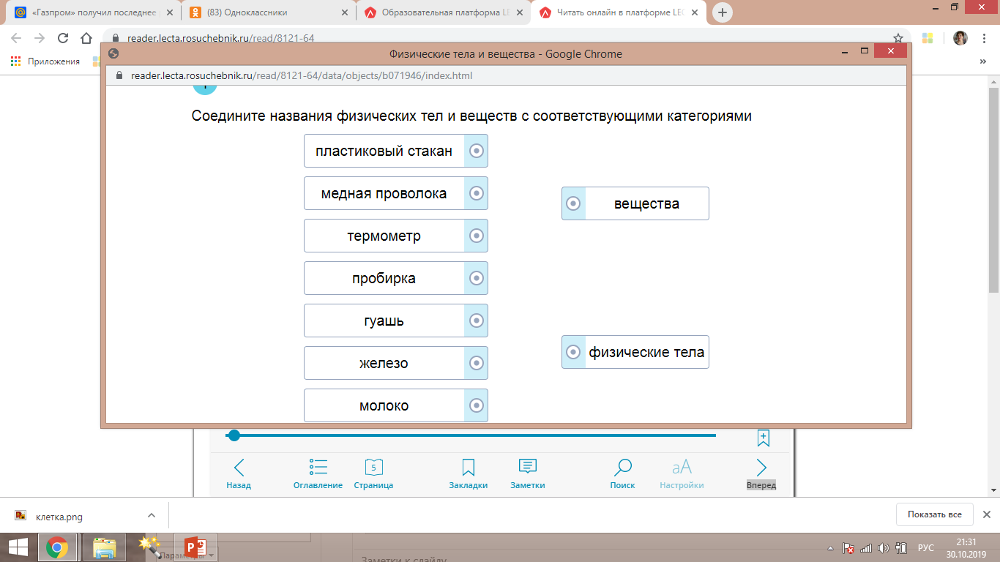 «Газпром» получил последнее
(83) Одноклассники
Образовательная платформа LE
Читать онлайн в платформе LEC
reader.lecta.rosuchebnik.ru/read/8121-64
Приложения
»
Физические тела и вещества - Google Chrome
reader.lecta.rosuchebnik.ru/read/8121-64/data/objects/b071946/index.html
Соедините названия физических тел и веществ с соответствующими категориями
пластиковый стакан
медная проволока
вещества
термометр
пробирка
гуашь
физические тела
железо
молоко
5
аА
Назад
Оглавление
Страница
Закладки
Заметки
Поиск
Настройки
Вперед
клетка.png
Показать все
Параметры
Заметки к слайду
РУС
21:31
30.10.2019